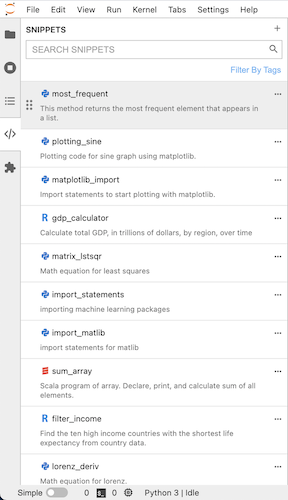 File Edit View Run Kernel Tabs Settings Help
SNIPPETS +
SEARCH SNIPPETS
Filter By Tags
most_frequent ...
This method returns the most frequent element that appears in
a list.
plotting_sine ...
Plotting code for sine graph using matplotlib.
matplotlib_import ...
Import statements to start plotting with matplotlib.
R gdp_calculator ...
Calculate total GDP, in trillions of dollars, by region, over time
matrix_lstsqr ...
Math equation for least squares
import_statements ...
importing machine learning packages
import_matlib ...
import statements for matlib
sum_array ...
Scala program of array. Declare, print, and calculate sum of all
elements.
R filter_income ...
Find the ten high income countries with the shortest life
expectancy from country data.
lorenz_deriv ...
Math equation for lorenz.
Simple 0 0 Python 3 | Idle